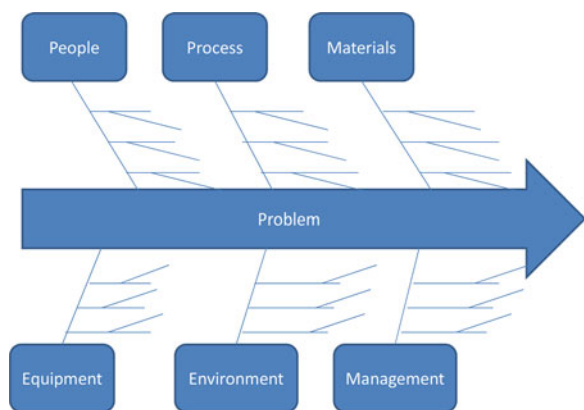 People
Process
Materials
Problem
Equipment
Environment
Management